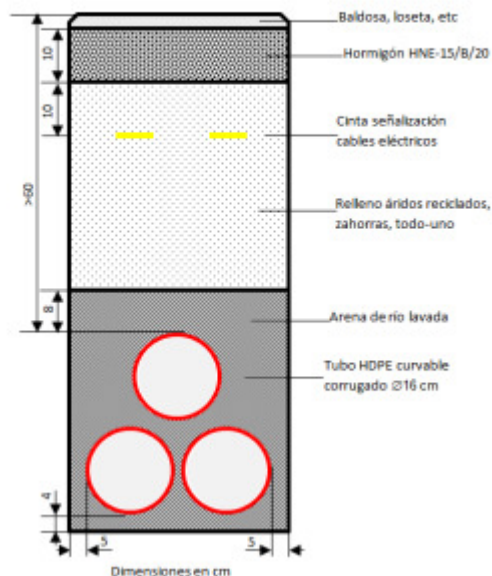 Baldosa, loseta, etc
10
Hormigón HNE-15/B/20
10
Cinta señalización
cables eléctricos
>60
Relleno áridos reciclados,
zahorras, todo-uno
8
Arena de río lavada
Tubo HDPE curvable
corrugado ∅16 cm
4
5
5
Dimensiones en cm